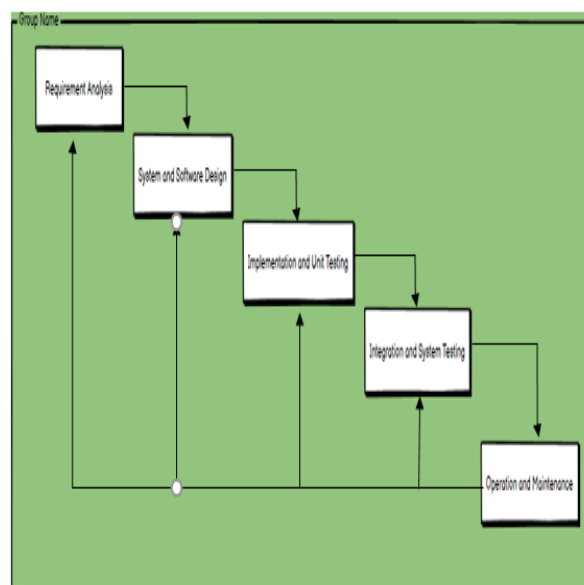 Group Name
Requirement Analysis
System and Software Design
Implementation and Unit Testing
Integration and System Testing
Operation and Maintenance